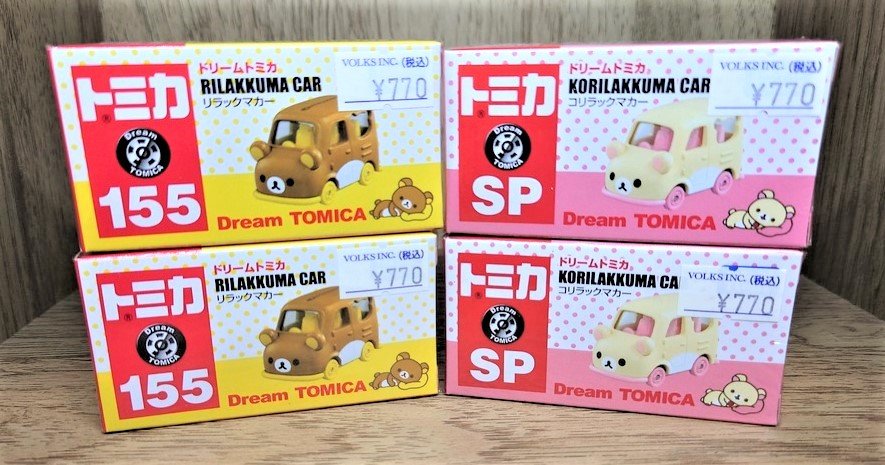 トミカ
Dream
TOMICA
155
ドリームトミカ
RILAKKUMA CAR
リラックマカー
VOLKS INC. (税込)
¥770
Dream TOMICA
トミカ
Dream
TOMICA
SP
ドリームトミカ
KORILAKKUMA CAR
コリラックマカー
VOLKS INC. (税込)
¥770
Dream TOMICA
トミカ
Dream
TOMICA
155
ドリームトミカ
RILAKKUMA CAR
リラックマカー
VOLKS INC. (税込)
¥770
Dream TOMICA
トミカ
Dream
TOMICA
SP
ドリームトミカ
KORILAKKUMA CA
コリラックマカー
VOLKS INC. (税込)
¥770
Dream TOMICA